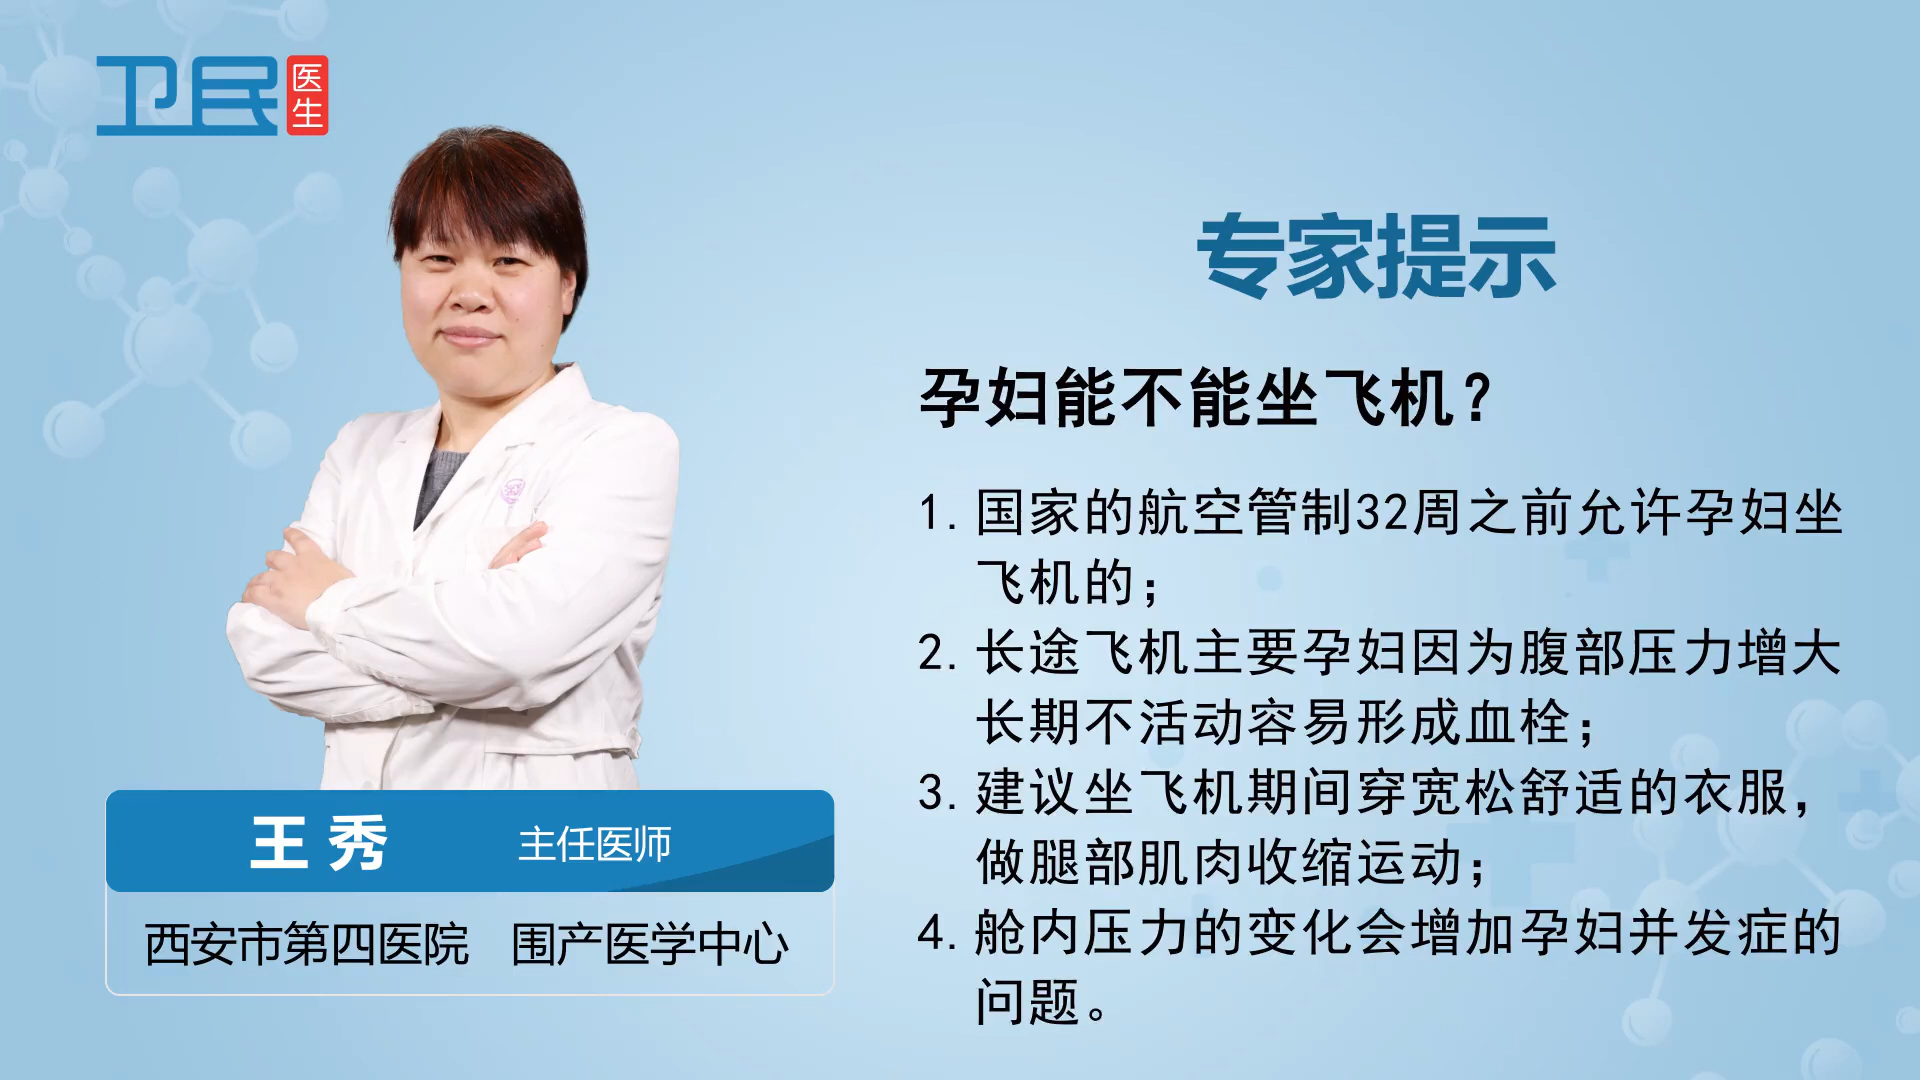 卫民医生
专家提示
孕妇能不能坐飞机？
1.国家的航空管制32周之前允许孕妇坐
飞机的；
2.长途飞机主要孕妇因为腹部压力增大
长期不活动容易形成血栓；
3.建议坐飞机期间穿宽松舒适的衣服，
做腿部肌肉收缩运动；
4.舱内压力的变化会增加孕妇并发症的
问题。
王秀 主任医师
西安市第四医院 围产医学中心